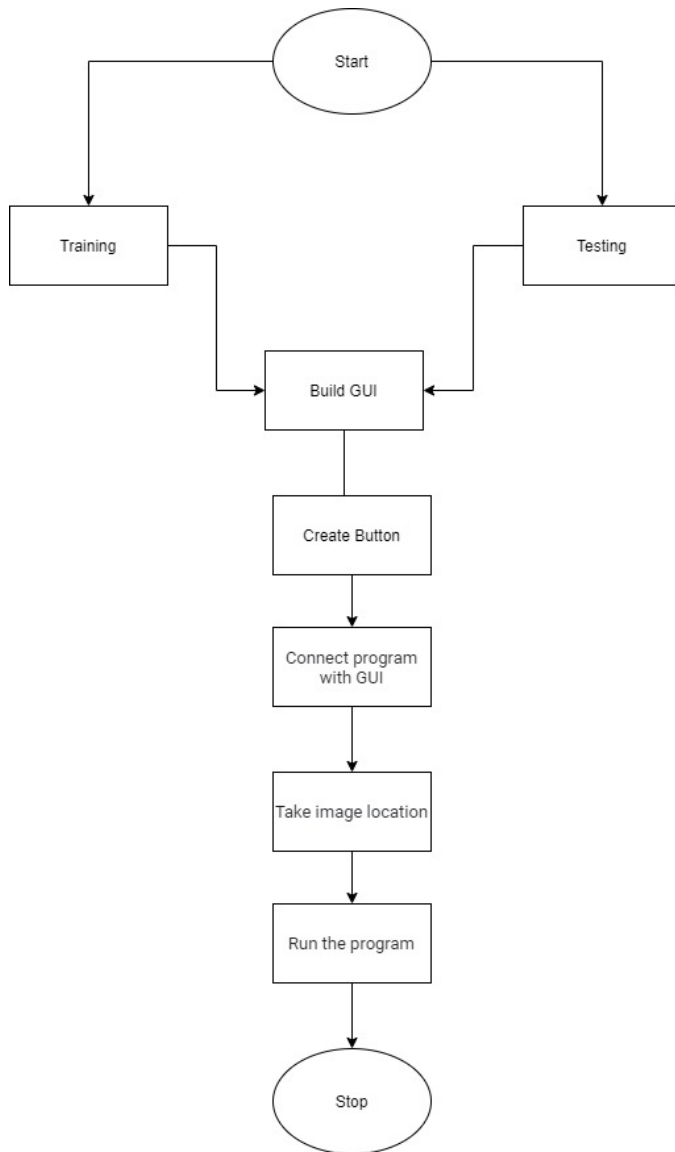 Start
Training
Testing
Build GUI
Create Button
Connect program
with GUI
Take image location
Run the program
Stop